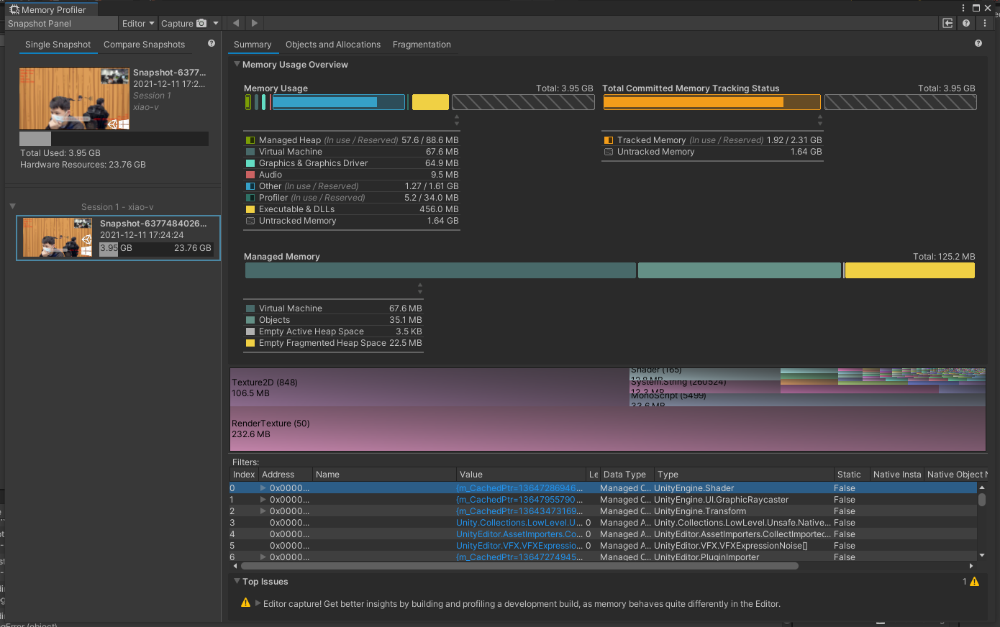 Memory Profiler
Snapshot Panel
Editor
Capture
Single Snapshot
Compare Snapshots
Snapshot-6377...
2021-12-11 17:2...
Session 1
xiao-v
Total Used: 3.95 GB
Hardware Resources: 23.76 GB
Session 1 - xiao-v
Snapshot-6377484026...
2021-12-11 17:24:24
3.95 GB 23.76 GB
Summary
Objects and Allocations
Fragmentation
Memory Usage Overview
Memory Usage Total: 3.95 GB
Managed Heap (In use / Reserved) 57.6 / 88.6 MB
Virtual Machine 67.6 MB
Graphics & Graphics Driver 64.9 MB
Audio 9.5 MB
Other (In use / Reserved) 1.27 / 1.61 GB
Profiler (In use / Reserved) 5.2 / 34.0 MB
Executable & DLLs 456.0 MB
Untracked Memory 1.64 GB
Total Committed Memory Tracking Status Total: 3.95 GB
Tracked Memory (In use / Reserved) 1.92 / 2.31 GB
Untracked Memory 1.64 GB
Managed Memory Total: 125.2 MB
Virtual Machine 67.6 MB
Objects 35.1 MB
Empty Active Heap Space 3.5 KB
Empty Fragmented Heap Space 22.5 MB
Texture2D (848)
106.5 MB
Shader (165)
12.8 MB
System.String (260524)
13.3 MB
MonoScript (5499)
33.6 MB
RenderTexture (50)
232.6 MB
Filters:
Index Address Name Value Le Data Type Type Static Native Insta Native Object N
0 0x0000... {m_CachedPtr=13647286946... Managed O... UnityEngine.Shader False
1 0x0000... {m_CachedPtr=13647955790... Managed O... UnityEngine.UI.GraphicRaycaster False
2 0x0000... {m_CachedPtr=13643473169... Managed O... UnityEngine.Transform False
3 0x0000... Unity.Collections.LowLevel.U... 0 Managed A... Unity.Collections.LowLevel.Unsafe.Native... False
4 0x0000... UnityEditor.AssetImporters.Co... 0 Managed A... UnityEditor.AssetImporters.CollectImported... False
5 0x0000... UnityEditor.VFX.VFXExpressio... 0 Managed A... UnityEditor.VFX.VFXExpressionNoise[] False
6 0x0000... {m_CachedPtr=13647274945... Managed O... UnityEditor.PluginImporter False
Top Issues 1
Editor capture! Get better insights by building and profiling a development build, as memory behaves quite differently in the Editor.